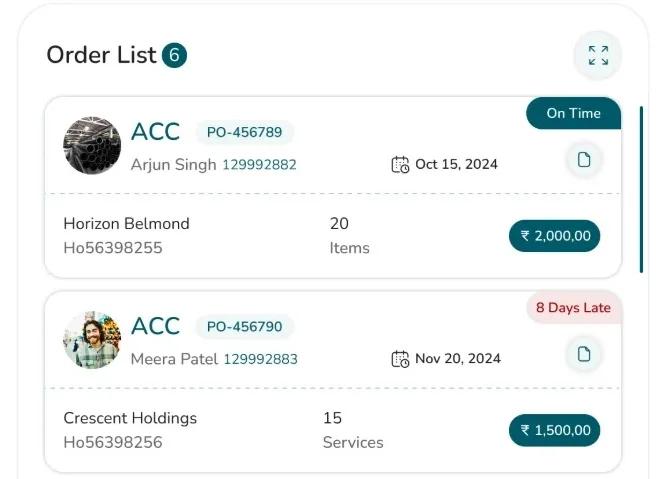 Order List 6
On Time
ACC PO-456789
Arjun Singh 129992882 Oct 15, 2024
Horizon Belmond 20
Ho56398255 Items ₹ 2,000,00
8 Days Late
ACC PO-456790
Meera Patel 129992883 Nov 20, 2024
Crescent Holdings 15
Ho56398256 Services ₹ 1,500,00